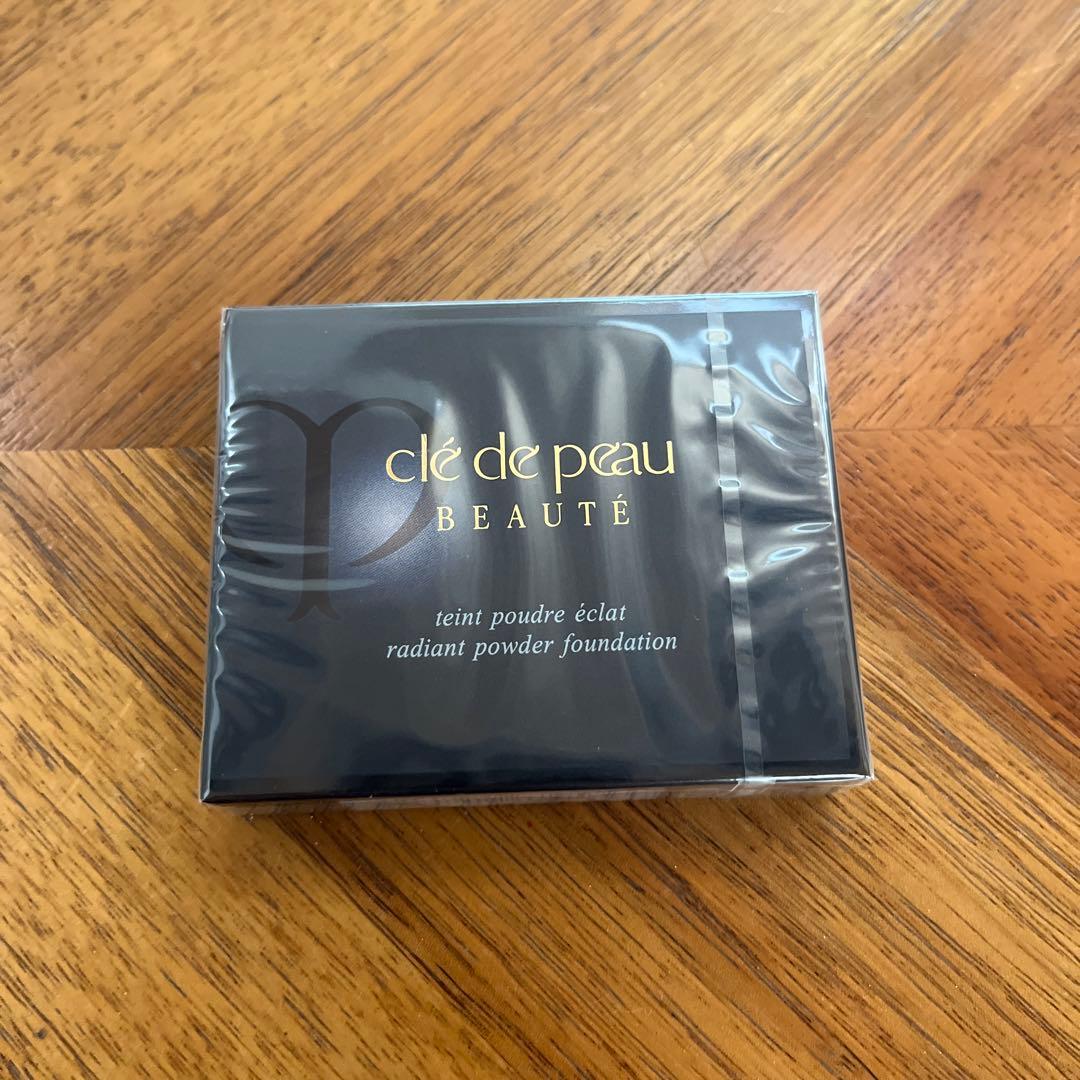 clé de peau
BEAUTÉ
teint poudre éclat
radiant powder foundation